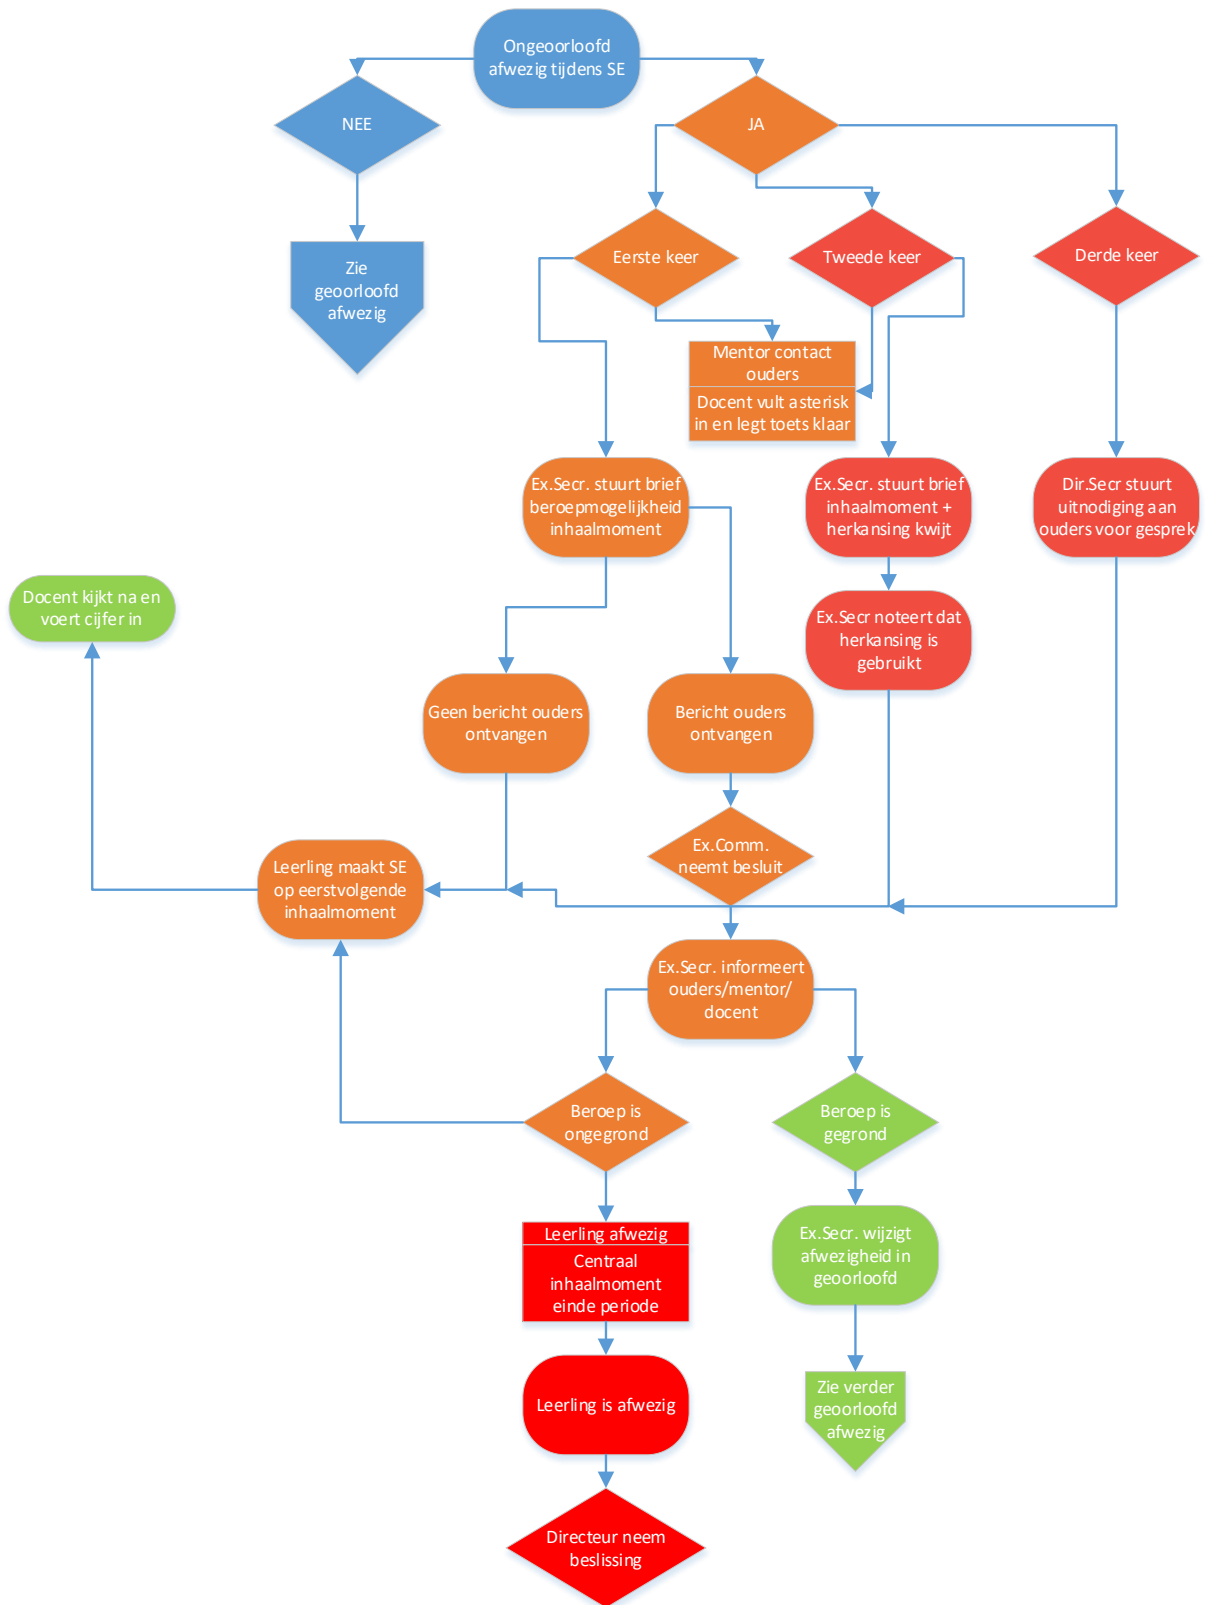 Ongeoorloofd
afwezig tijdens SE
NEE
JA
Zie
geoorloofd
afwezig
Eerste keer
Tweede keer
Derde keer
Mentor contact
ouders
Docent vult asterisk
in en legt toets klaar
Ex.Secr. stuurt brief
beroepmogelijkheid
inhaalmoment
Ex.Secr. stuurt brief
inhaalmoment +
herkansing kwijt
Dir.Secr stuurt
uitnodiging aan
ouders voor gesprek
Docent kijkt na en
voert cijfer in
Ex.Secr noteert dat
herkansing is
gebruikt
Geen bericht ouders
ontvangen
Bericht ouders
ontvangen
Ex.Comm.
neemt besluit
Leerling maakt SE
op eerstvolgende
inhaalmoment
Ex.Secr. informeert
ouders/mentor/
docent
Beroep is
ongegrond
Beroep is
gegrond
Leerling afwezig
Centraal
inhaalmoment
einde periode
Ex.Secr. wijzigt
afwezigheid in
geoorloofd
Leerling is afwezig
Zie verder
geoorloofd
afwezig
Directeur neem
beslissing